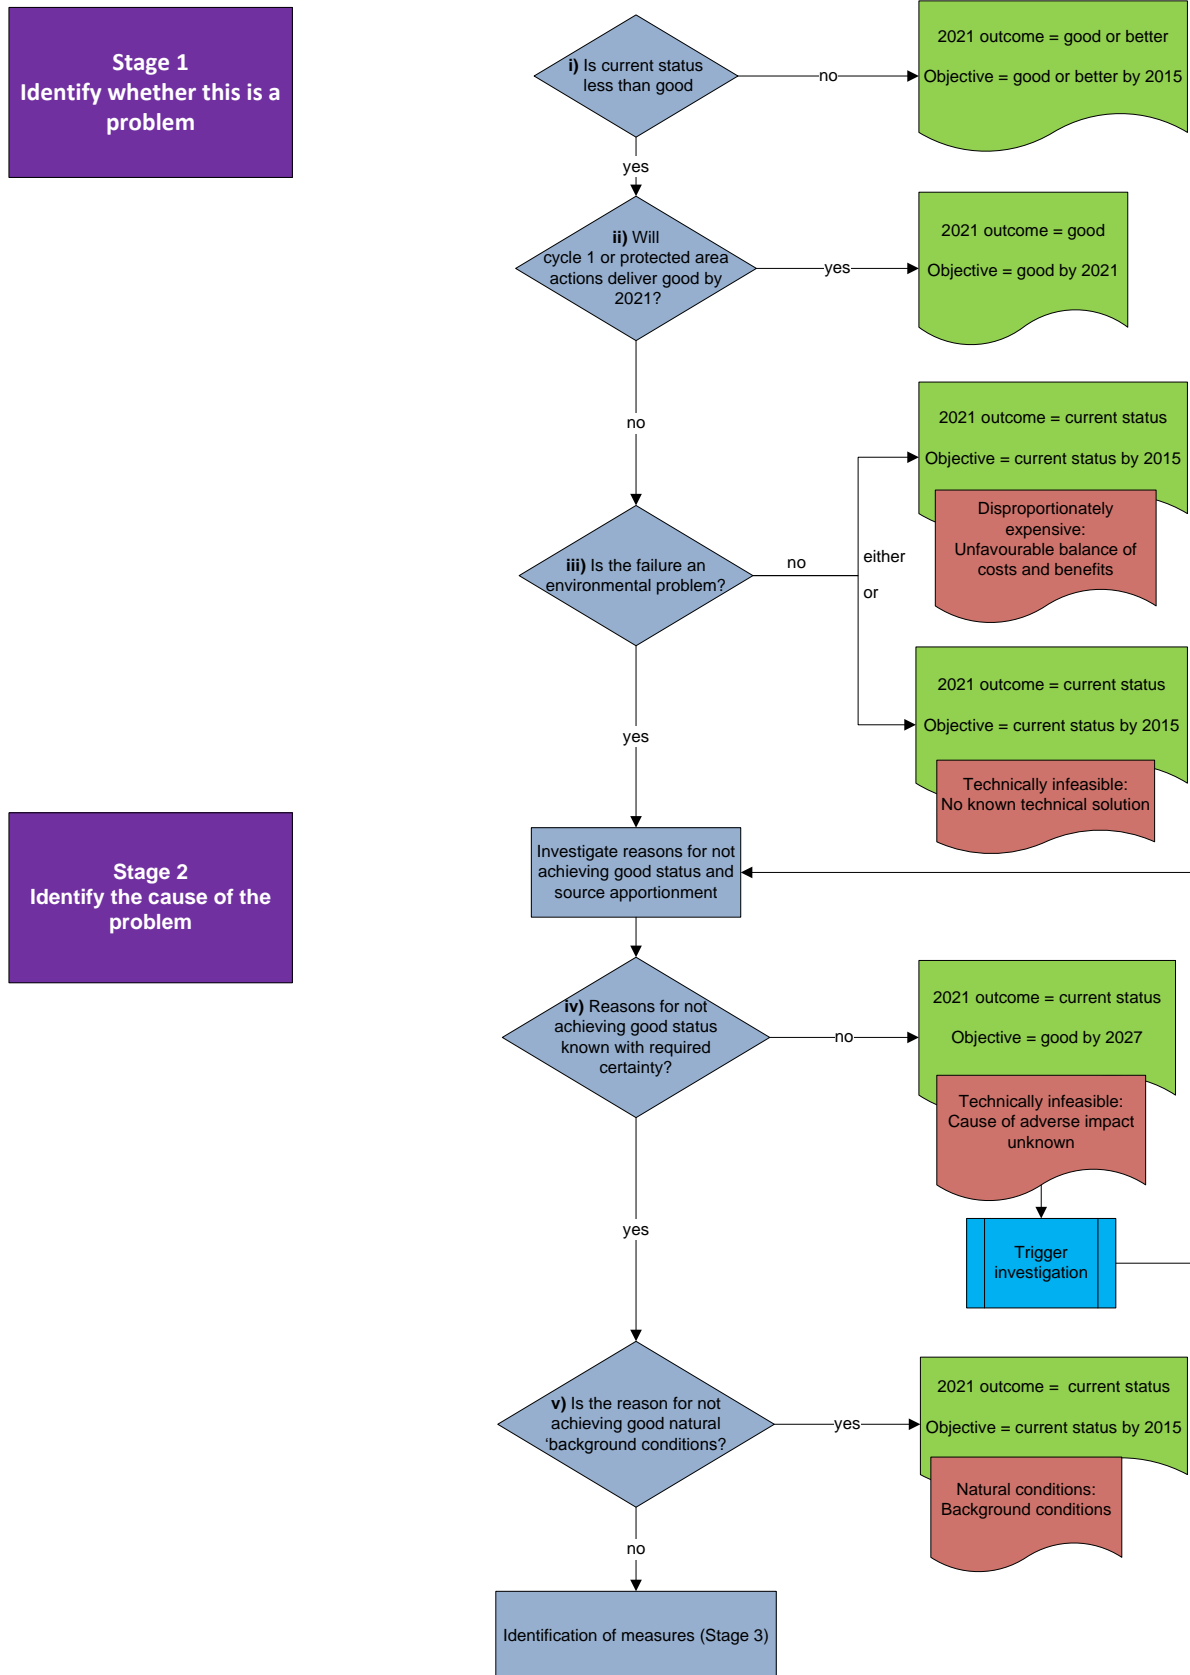 Stage 1
Identify whether this is a
problem
i) Is current status
less than good
no
2021 outcome = good or better
Objective = good or better by 2015
yes
ii) Will
cycle 1 or protected area
actions deliver good by
2021?
yes
2021 outcome = good
Objective = good by 2021
no
iii) Is the failure an
environmental problem?
no
either
or
2021 outcome = current status
Objective = current status by 2015
Disproportionately
expensive:
Unfavourable balance of
costs and benefits
2021 outcome = current status
Objective = current status by 2015
Technically infeasible:
No known technical solution
yes
Stage 2
Identify the cause of the
problem
Investigate reasons for not
achieving good status and
source apportionment
iv) Reasons for not
achieving good status
known with required
certainty?
no
2021 outcome = current status
Objective = good by 2027
Technically infeasible:
Cause of adverse impact
unknown
Trigger
investigation
yes
v) Is the reason for not
achieving good natural
‘background conditions?
yes
2021 outcome =  current status
Objective = current status by 2015
Natural conditions:
Background conditions
no
Identification of measures (Stage 3)